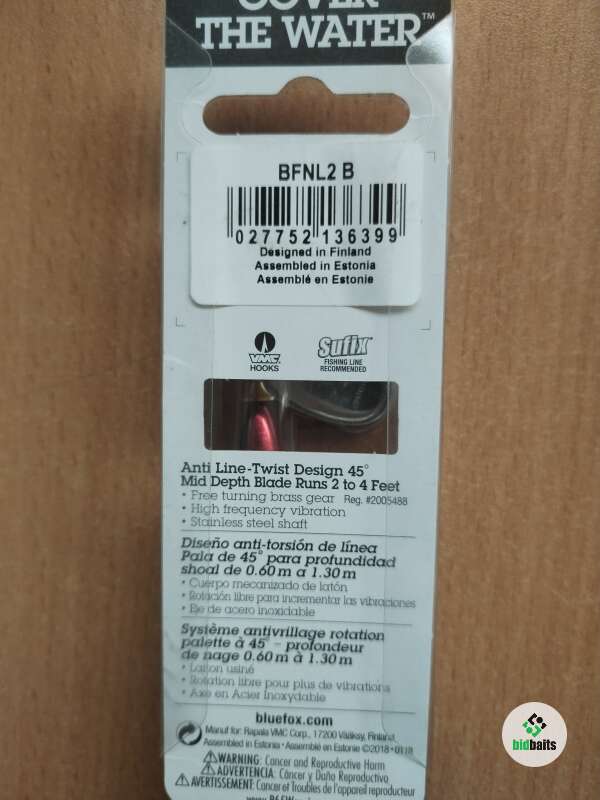 COVER
THE WATER™
BFNL2 B
027752 136399
Designed in Finland
Assembled in Estonia
Assemblé en Estonie
VMC
HOOKS
Sufix
FISHING LINE
RECOMMENDED
Anti Line-Twist Design 45°
Mid Depth Blade Runs 2 to 4 Feet
• Free turning brass gear Reg. #2005488
• High frequency vibration
• Stainless steel shaft
Diseño anti-torsión de línea
Pala de 45° para profundidad
shoal de 0.60 m a 1.30 m
• Cuerpo mecanizado de latón
• Rotación libre para incrementar las vibraciones
• Eje de acero inoxidable
Système antivrillage rotation
palette à 45° - profondeur
de nage 0.60 m à 1.30 m
• Laiton usiné
• Rotation libre pour plus de vibrations
• Axe en Acier Inoxydable
bluefox.com
Manuf for: Rapala VMC Corp., 17200 Vääksy, Finland,
Assembled in Estonia • Assemblé en Estonie ©2018 • 0118
WARNING: Cancer and Reproductive Harm
ADVERTENCIA: Cáncer y Daño Reproductivo
AVERTISSEMENT: Cancer et Troubles de l'appareil reproducteur
bidbaits